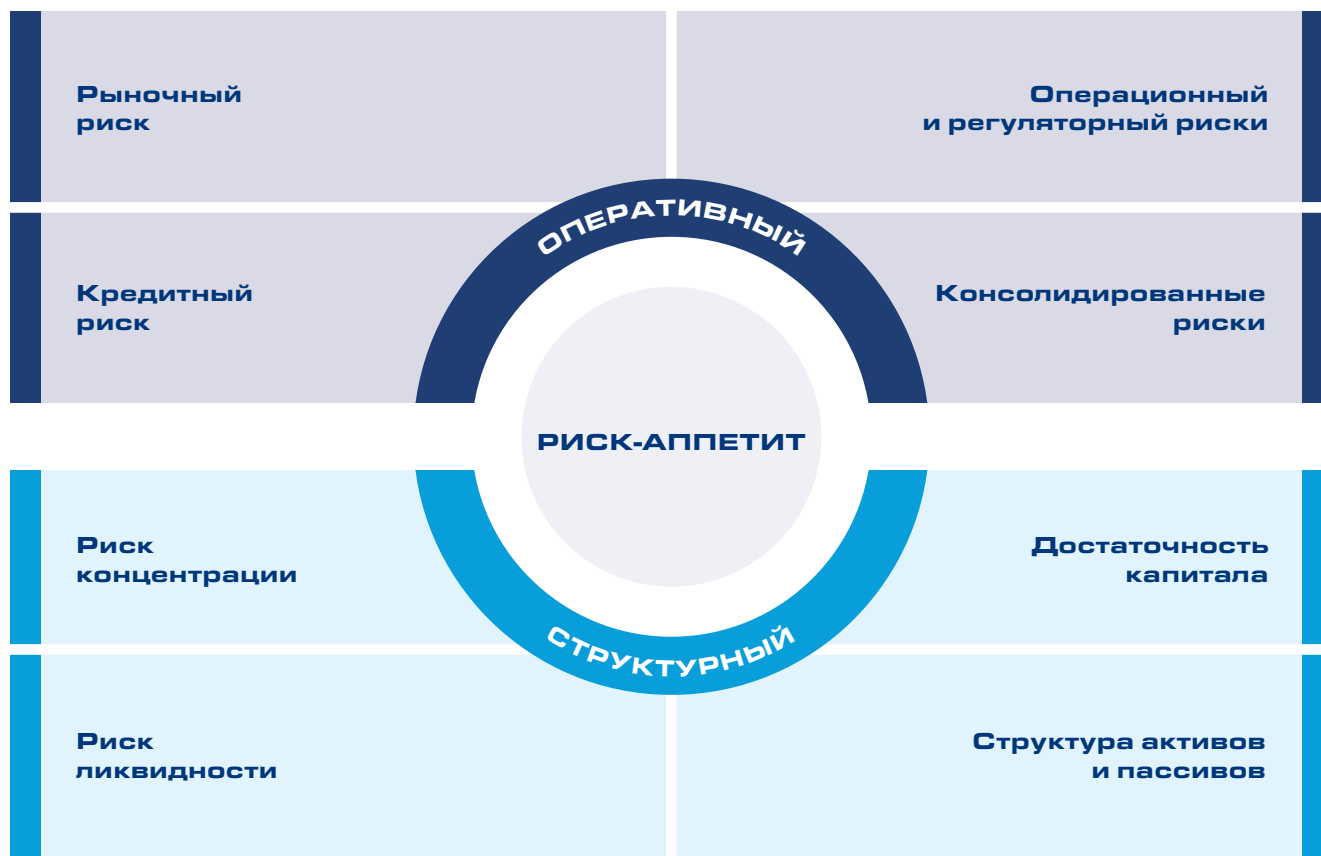 Рыночный
риск
Операционный
и регуляторный риски
ОПЕРАТИВНЫЙ
Кредитный
риск
Консолидированные
риски
РИСК-АППЕТИТ
Риск
концентрации
Достаточность
капитала
СТРУКТУРНЫЙ
Риск
ликвидности
Структура активов
и пассивов